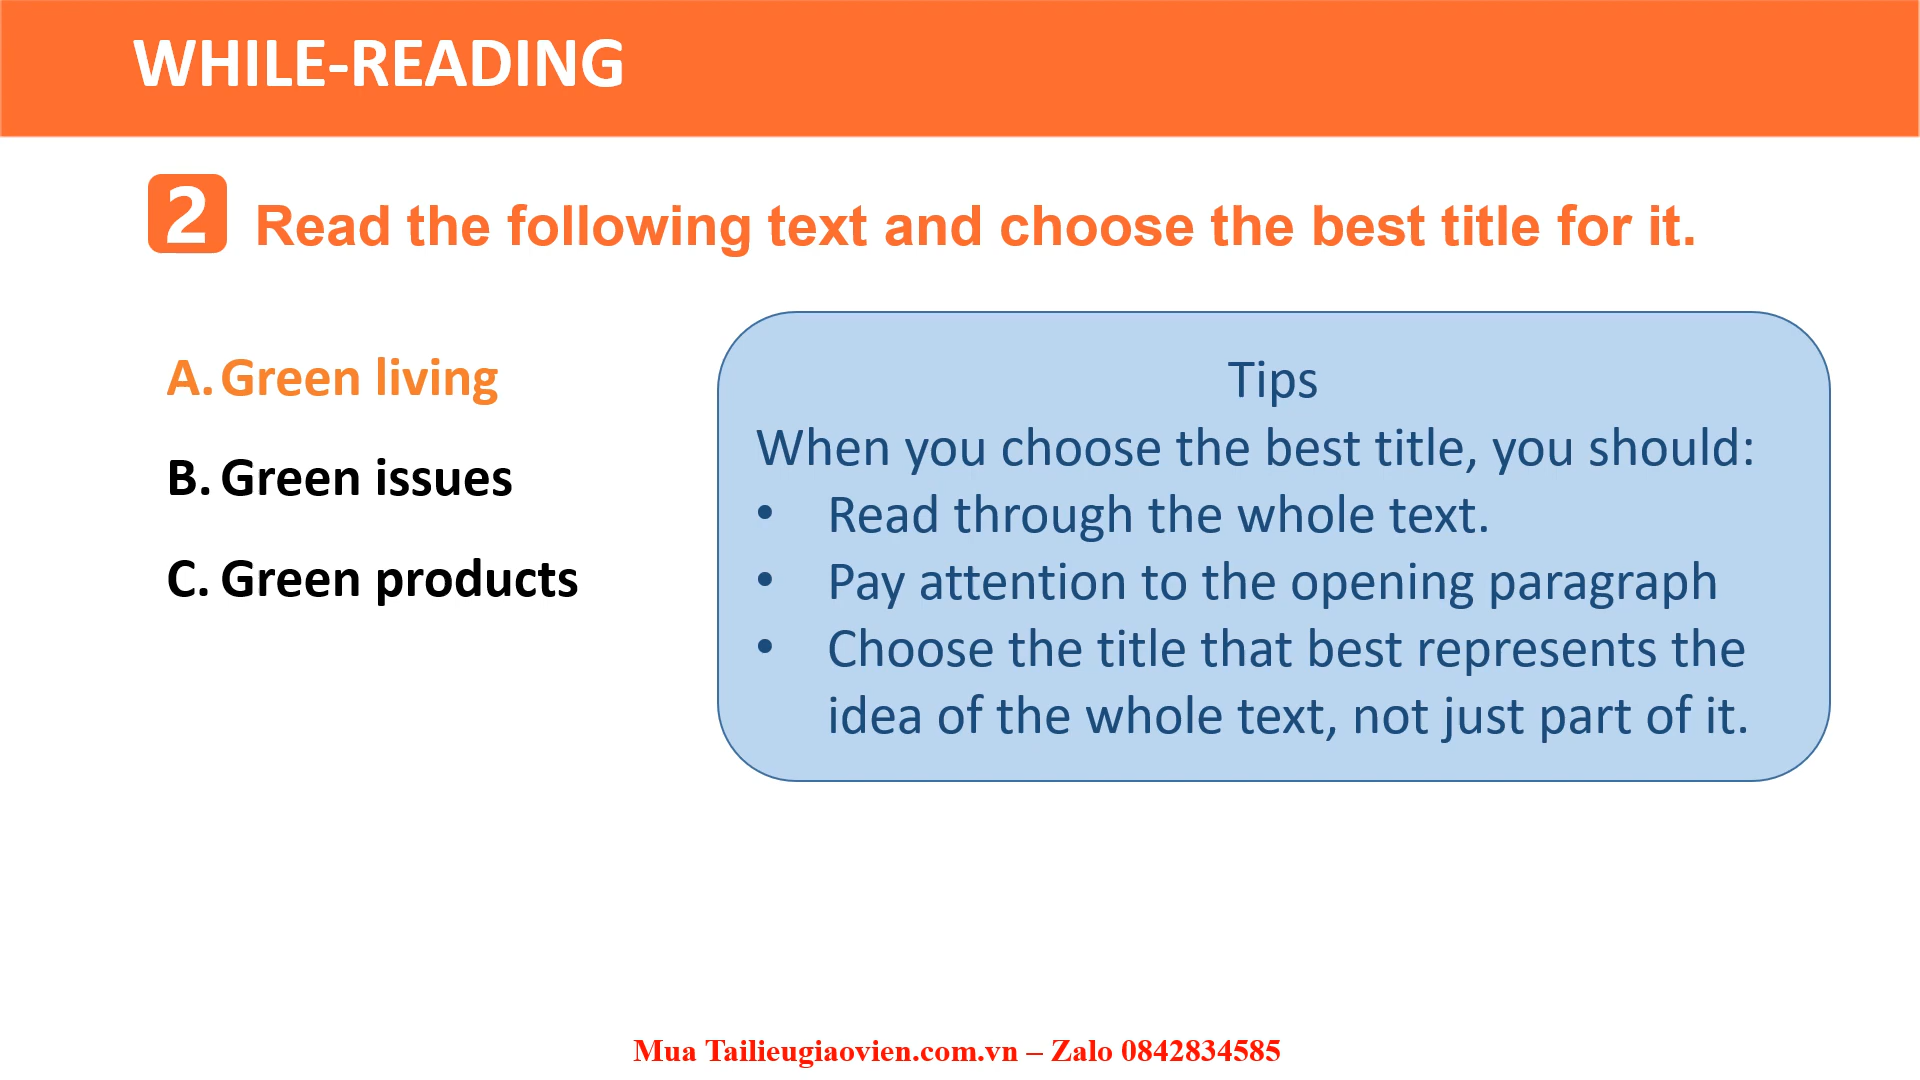 WHILE-READING
2 Read the following text and choose the best title for it.
A. Green living
B. Green issues
C. Green products
Tips
When you choose the best title, you should:
• Read through the whole text.
• Pay attention to the opening paragraph
• Choose the title that best represents the
idea of the whole text, not just part of it.
Mua Tailieugiaovien.com.vn – Zalo 0842834585